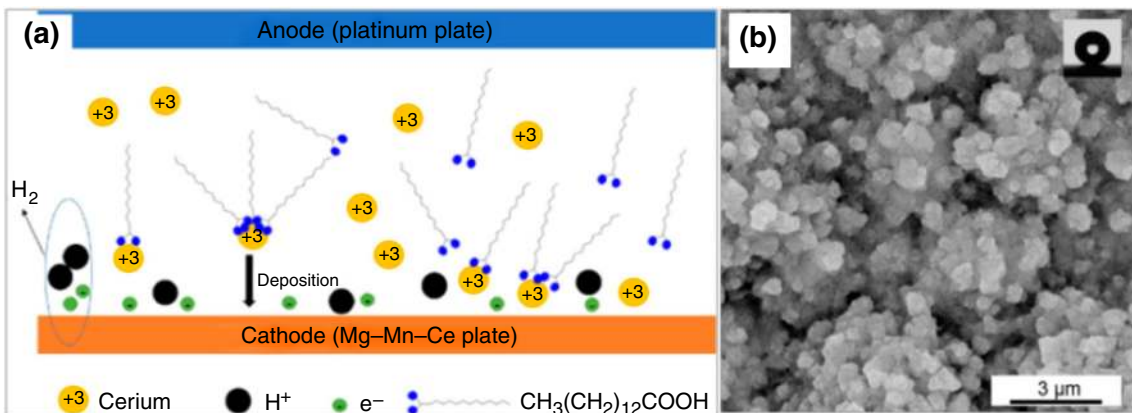 (a)
Anode (platinum plate)
+3
+3
+3
+3
H₂
+3
+3
+3
+3
Deposition
+3
+3
+3
Cathode (Mg–Mn–Ce plate)
+3 Cerium
H⁺
e⁻
CH₃(CH₂)₁₂COOH
(b)
3 µm